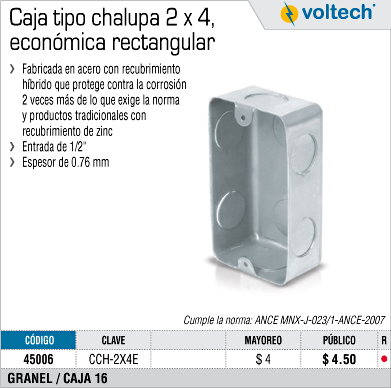 Caja tipo chalupa 2 x 4,
económica rectangular
voltech®
❯ Fabricada en acero con recubrimiento
híbrido que protege contra la corrosión
2 veces más de lo que exige la norma
y productos tradicionales con
recubrimiento de zinc
❯ Entrada de 1/2"
❯ Espesor de 0.76 mm
Cumple la norma: ANCE MNX-J-023/1-ANCE-2007
CÓDIGO CLAVE MAYOREO PÚBLICO R
45006 CCH-2X4E $ 4 $ 4.50 ●
GRANEL / CAJA 16